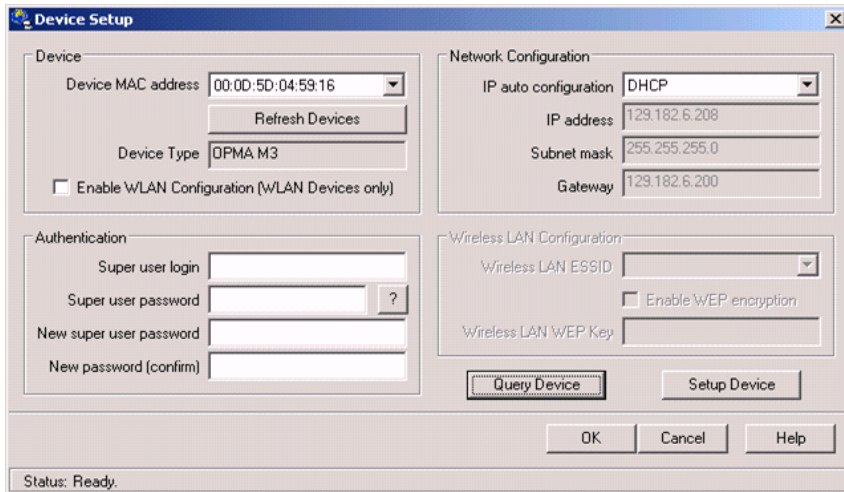 Device Setup
Device
Device MAC address 00:0D:5D:04:59:16
Refresh Devices
Device Type OPMA M3
Enable WLAN Configuration (WLAN Devices only)
Network Configuration
IP auto configuration DHCP
IP address 129.182.6.208
Subnet mask 255.255.255.0
Gateway 129.182.6.200
Authentication
Super user login
Super user password ?
New super user password
New password (confirm)
Wireless LAN Configuration
Wireless LAN ESSID
Enable WEP encryption
Wireless LAN WEP Key
Query Device Setup Device
OK Cancel Help
Status: Ready.